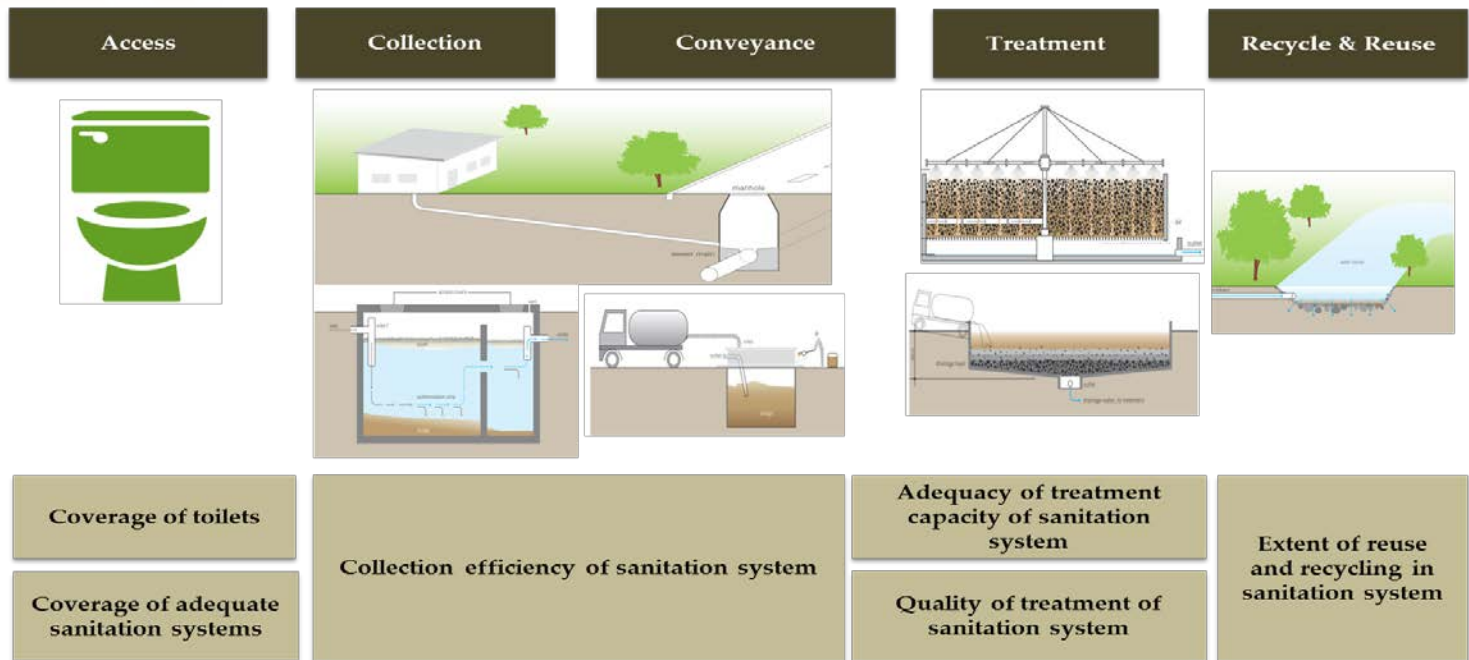 Access
Collection
Conveyance
Treatment
Recycle & Reuse
manhole
outlet
sludge
Coverage of toilets
Coverage of adequate
sanitation systems
Collection efficiency of sanitation system
Adequacy of treatment
capacity of sanitation
system
Quality of treatment of
sanitation system
Extent of reuse
and recycling in
sanitation system